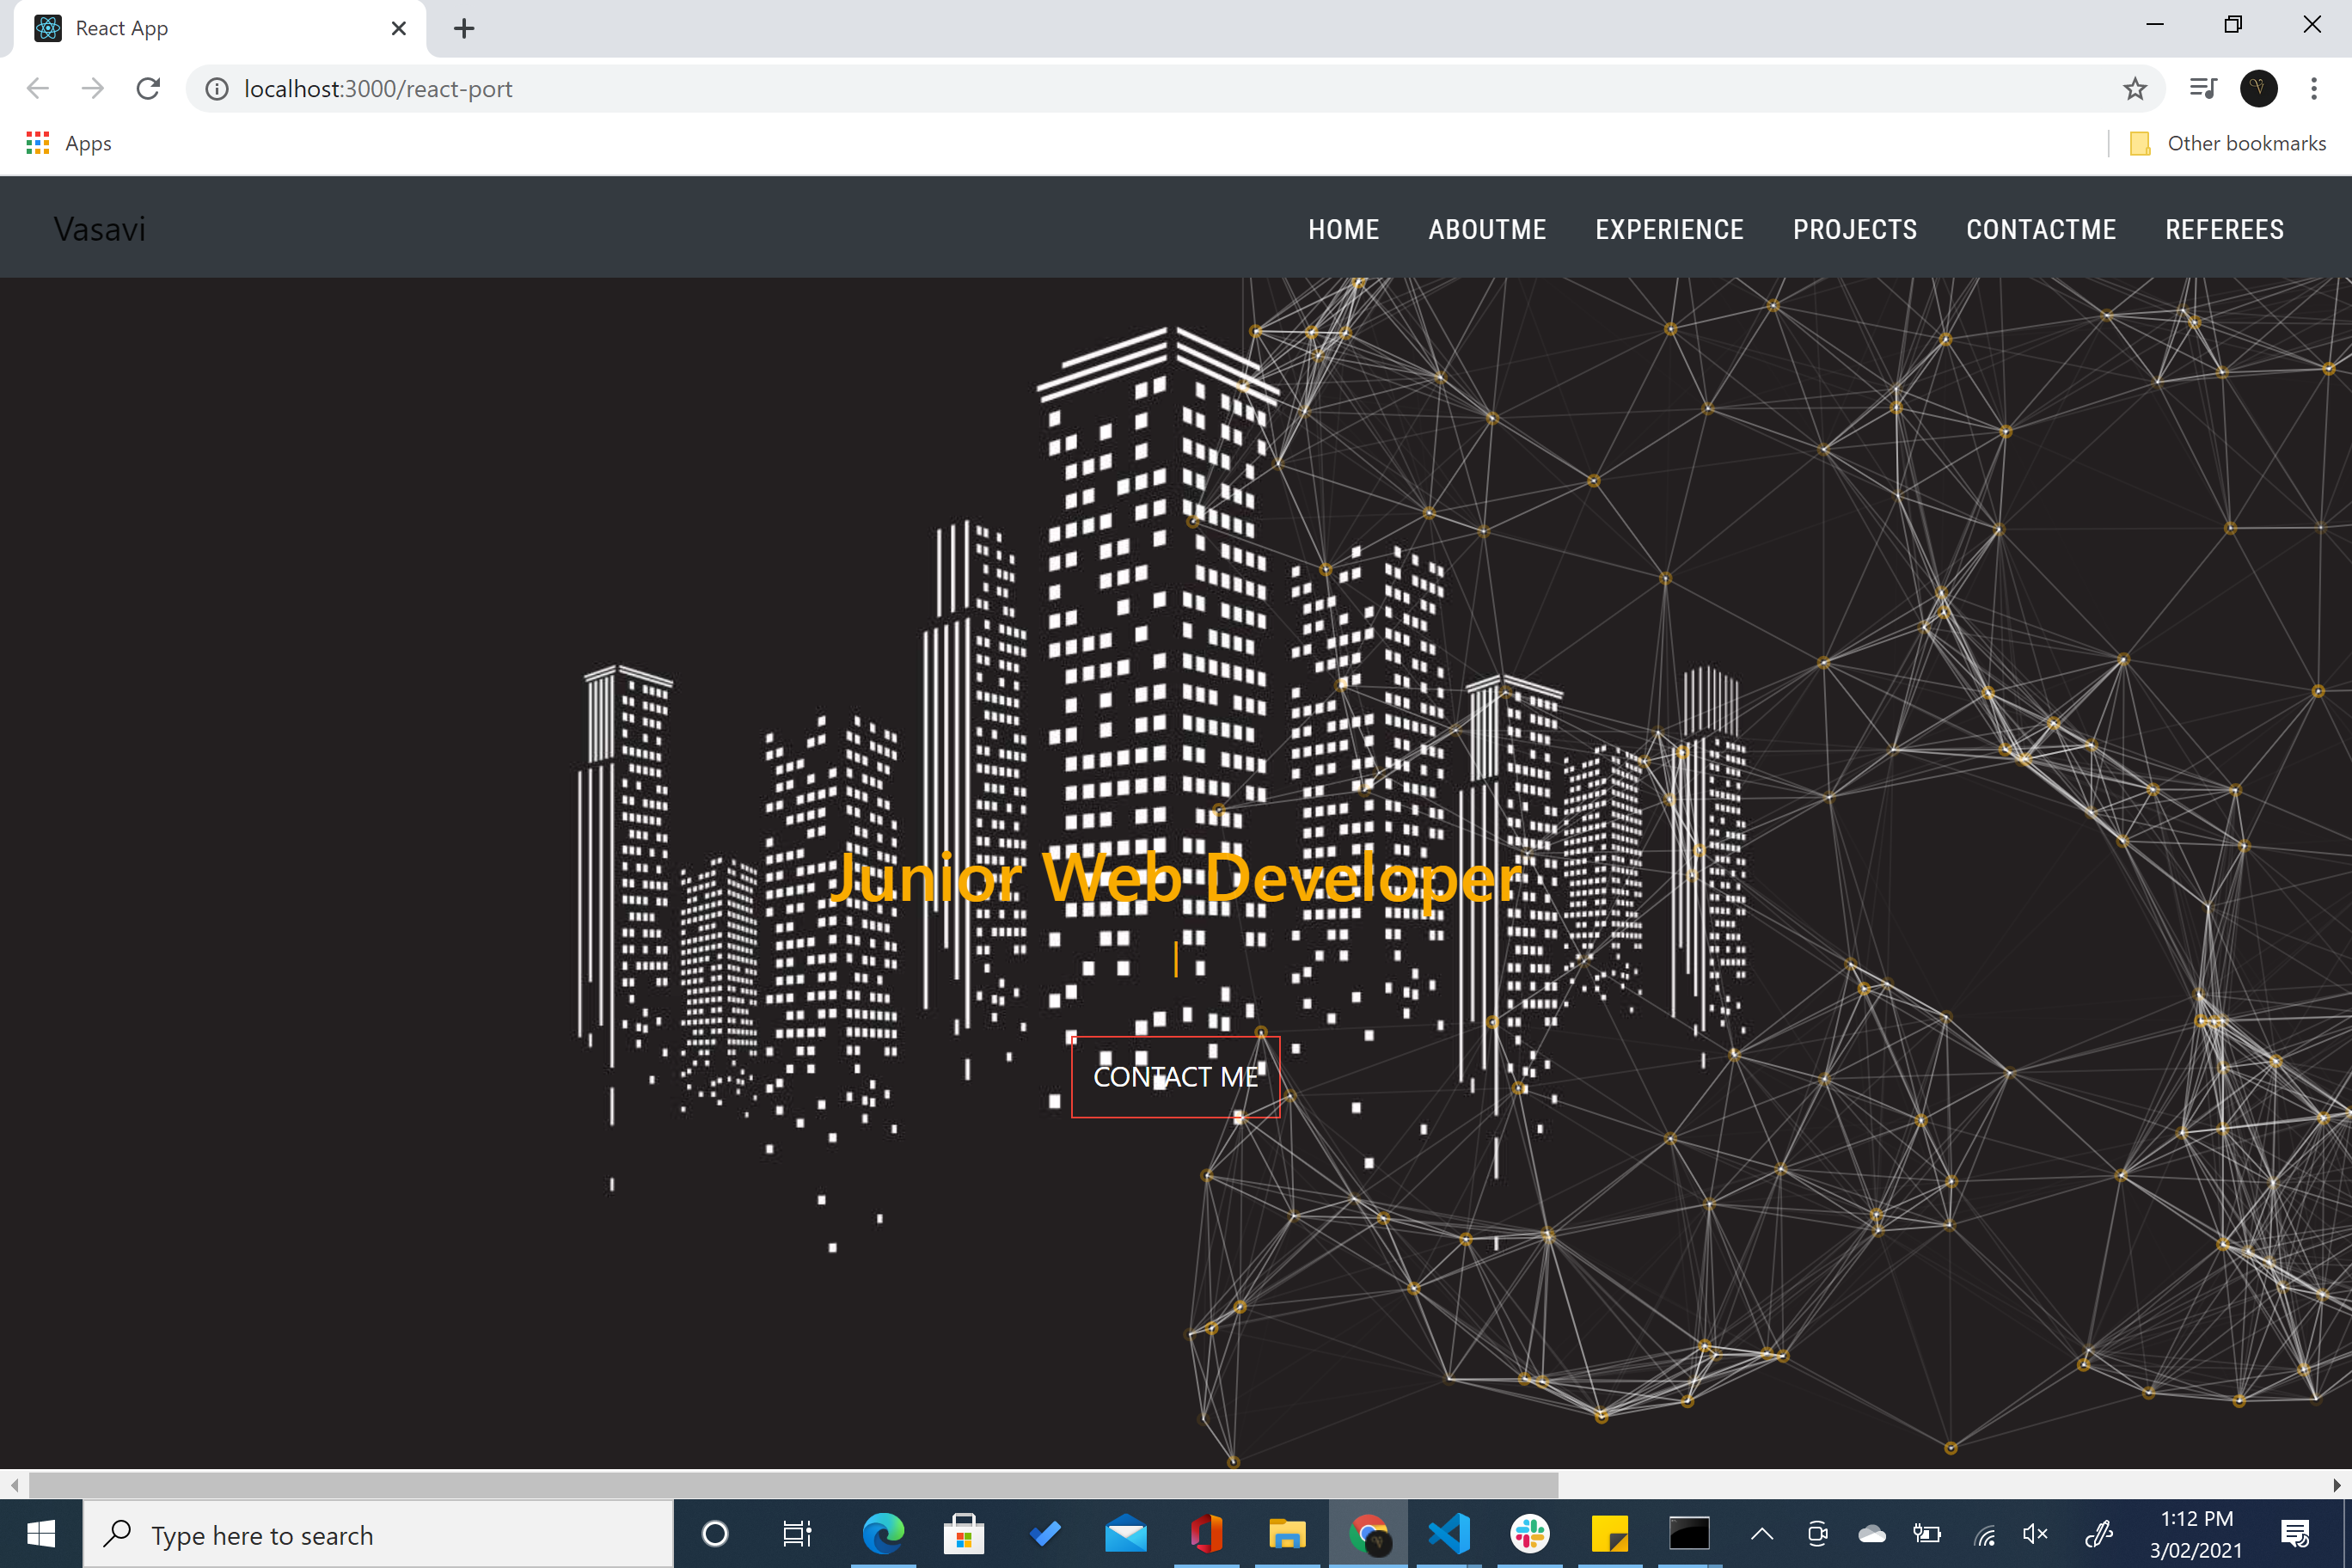 React App
localhost:3000/react-port
Apps
Other bookmarks
Vasavi
HOME ABOUTME EXPERIENCE PROJECTS CONTACTME REFEREES
Junior Web Developer
CONTACT ME
Type here to search
1:12 PM
3/02/2021